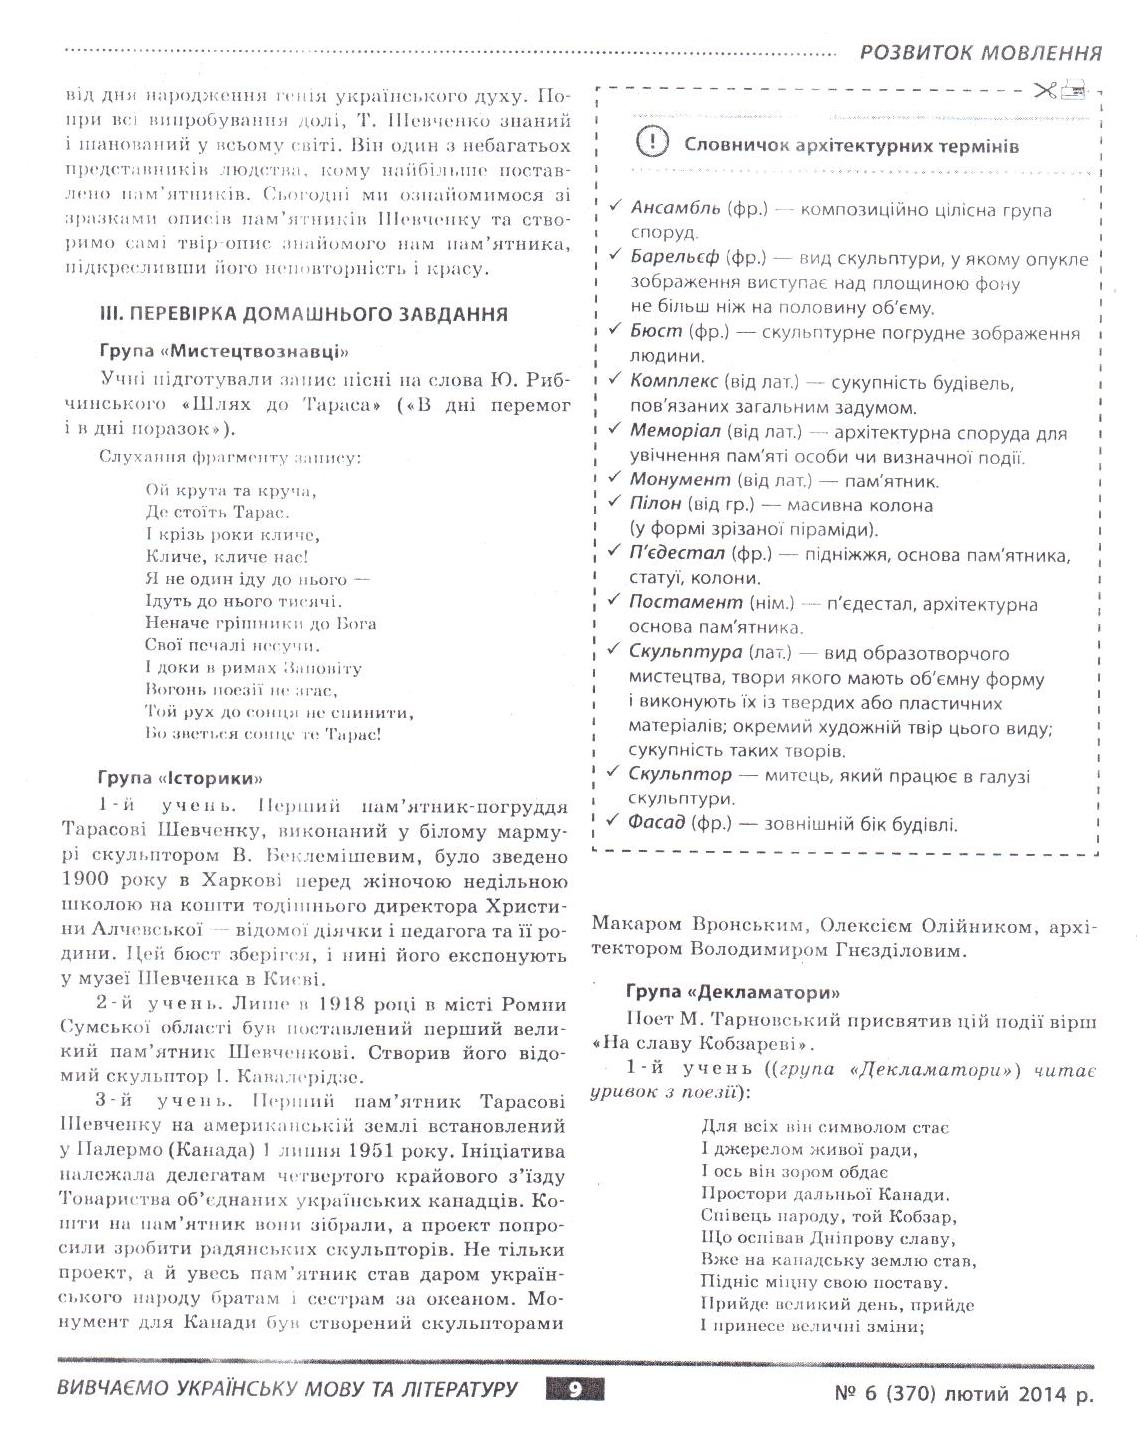 РОЗВИТОК МОВЛЕННЯ
від дня народження генія українського духу. По-
при всі випробування долі, Т. Шевченко знаний
і шанований у всьому світі. Він один з небагатьох
представників людства, кому найбільше постав-
лено пам’ятників. Сьогодні ми ознайомимося зі
зразками описів пам’ятників Шевченку та ство-
римо самі твір-опис знайомого нам пам’ятника,
підкресливши його неповторність і красу.
III. ПЕРЕВІРКА ДОМАШНЬОГО ЗАВДАННЯ
Група «Мистецтвознавці»
Учні підготували запис пісні на слова Ю. Риб-
чинського «Шлях до Тараса» («В дні перемог
і в дні поразок»).
Слухання фрагменту запису:
Ой крута та круча,
Де стоїть Тарас.
І крізь роки кличе,
Кличе, кличе нас!
Я не один іду до нього —
Ідуть до нього тисячі.
Неначе грішники до Бога
Свої печалі несучи.
І доки в римах Заповіту
Вогонь поезії не згас,
Той рух до сонця не спинити,
Бо зветься сонце те Тарас!
Група «Історики»
1-й учень. Перший пам’ятник-погруддя
Тарасові Шевченку, виконаний у білому марму-
рі скульптором В. Беклемішевим, було зведено
1900 року в Харкові перед жіночою недільною
школою на кошти тодішнього директора Христи-
ни Алчевської — відомої діячки і педагога та її ро-
дини. Цей бюст зберігся, і нині його експонують
у музеї Шевченка в Києві.
2-й учень. Лише в 1918 році в місті Ромни
Сумської області був поставлений перший вели-
кий пам’ятник Шевченкові. Створив його відо-
мий скульптор І. Кавалерідзе.
3-й учень. Перший пам’ятник Тарасові
Шевченку на американській землі встановлений
у Палермо (Канада) 1 липня 1951 року. Ініціатива
належала делегатам четвертого крайового з’їзду
Товариства об’єднаних українських канадців. Ко-
шти на пам’ятник вони зібрали, а проект попро-
сили зробити радянських скульпторів. Не тільки
проект, а й увесь пам’ятник став даром україн-
ського народу братам і сестрам за океаном. Мо-
нумент для Канади був створений скульпторами
Словничок архітектурних термінів
✓ Ансамбль (фр.) — композиційно цілісна група
споруд.
✓ Барельєф (фр.) — вид скульптури, у якому опукле
зображення виступає над площиною фону
не більш ніж на половину об’єму.
✓ Бюст (фр.) — скульптурне погрудне зображення
людини.
✓ Комплекс (від лат.) — сукупність будівель,
пов’язаних загальним задумом.
✓ Меморіал (від лат.) — архітектурна споруда для
увічнення пам’яті особи чи визначної події.
✓ Монумент (від лат.) — пам’ятник.
✓ Пілон (від гр.) — масивна колона
(у формі зрізаної піраміди).
✓ П’єдестал (фр.) — підніжжя, основа пам’ятника,
статуї, колони.
✓ Постамент (нім.) — п’єдестал, архітектурна
основа пам’ятника.
✓ Скульптура (лат.) — вид образотворчого
мистецтва, твори якого мають об’ємну форму
і виконують їх із твердих або пластичних
матеріалів; окремий художній твір цього виду;
сукупність таких творів.
✓ Скульптор — митець, який працює в галузі
скульптури.
✓ Фасад (фр.) — зовнішній бік будівлі.
Макаром Вронським, Олексієм Олійником, архі-
тектором Володимиром Гнєзділовим.
Група «Декламатори»
Поет М. Тарновський присвятив цій події вірш
«На славу Кобзареві».
1-й учень ((група «Декламатори») читає
уривок з поезії):
Для всіх він символом стає
І джерелом живої ради,
І ось він зором обдає
Простори дальньої Канади.
Співець народу, той Кобзар,
Що оспівав Дніпрову славу,
Вже на канадську землю став,
Підніс міцну свою поставу.
Прийде великий день, прийде
І принесе величні зміни;
ВИВЧАЄМО УКРАЇНСЬКУ МОВУ ТА ЛІТЕРАТУРУ
9
№ 6 (370) лютий 2014 р.